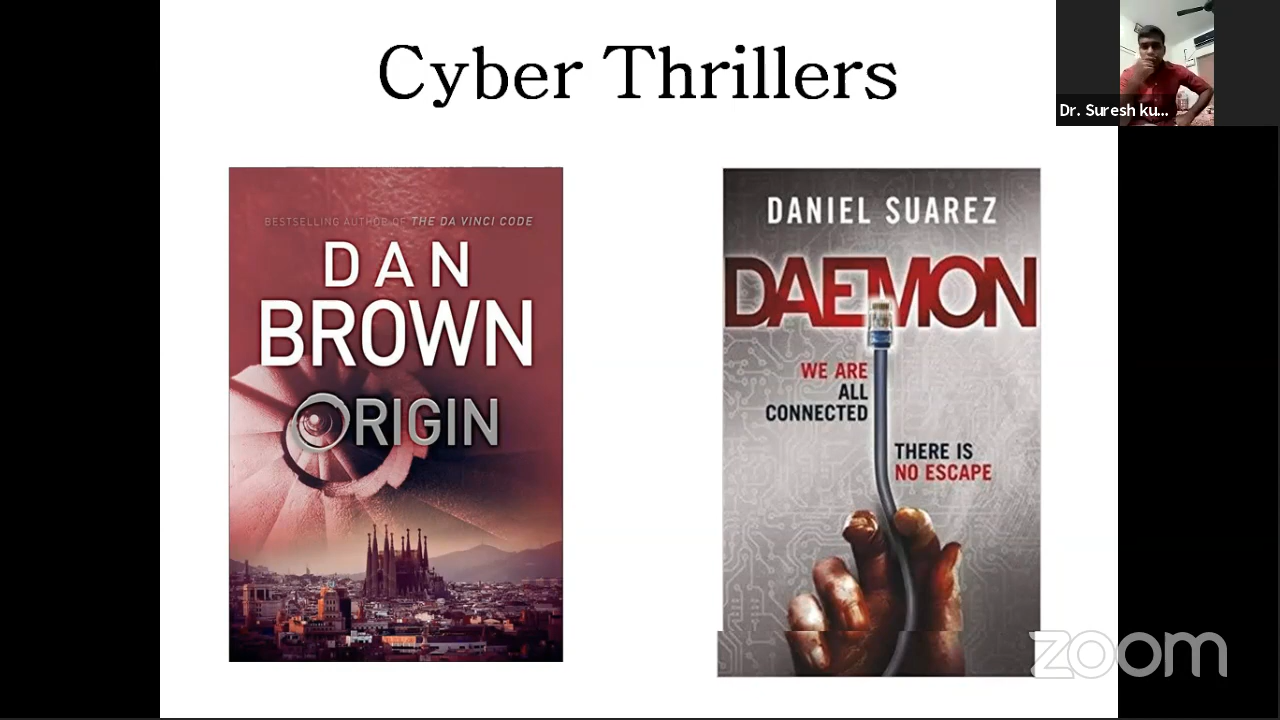 Cyber Thrillers
Dr. Suresh ku...
BESTSELLING AUTHOR OF THE DA VINCI CODE
DAN
BROWN
ORIGIN
DANIEL SUAREZ
DAEMON
WE ARE
ALL
CONNECTED
THERE IS
NO ESCAPE
zoom